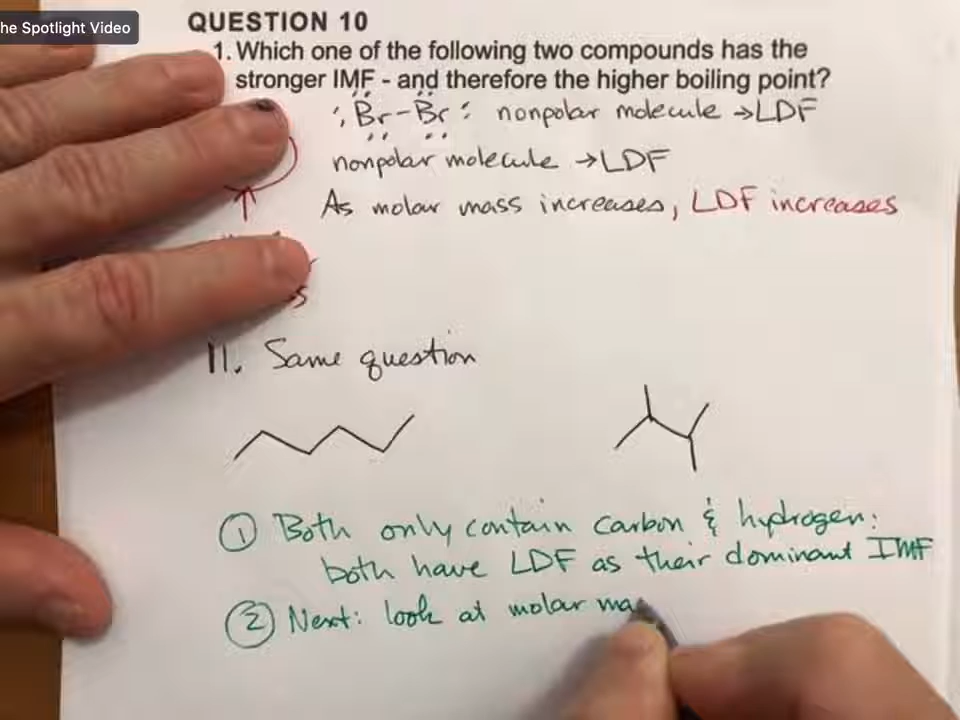 he Spotlight Video
QUESTION 10
1. Which one of the following two compounds has the
stronger IMF - and therefore the higher boiling point?
:Br-Br: nonpolar molecule →LDF
nonpolar molecule →LDF
As molar mass increases, LDF increases
II. Same question
① Both only contain carbon & hydrogen:
both have LDF as their dominant IMF
② Next: look at molar ma